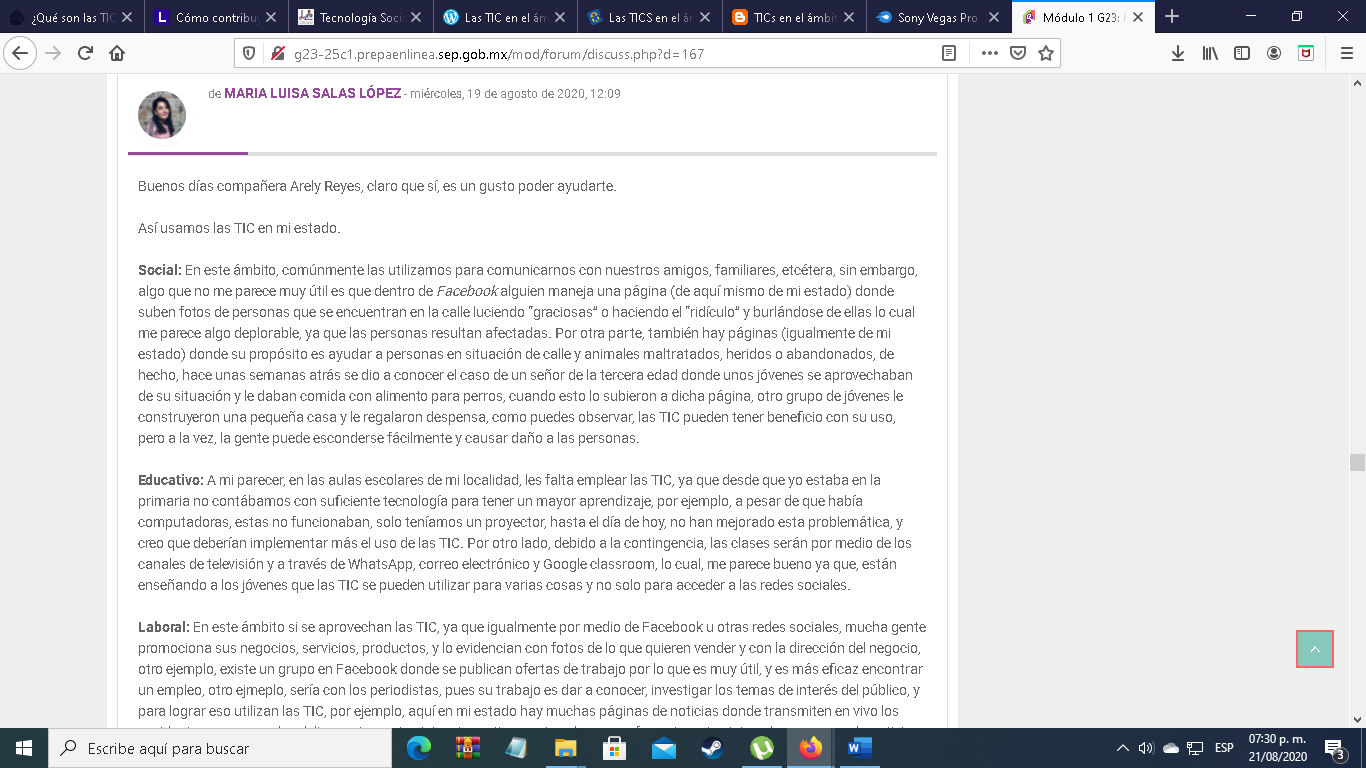 ¿Qué son las TIC
Cómo contribu
Tecnología Soci
Las TIC en el ám
Las TICS en el ár
TICs en el ámbit
Sony Vegas Pro
Módulo 1 G23:
g23-25c1.prepaenlinea.sep.gob.mx/mod/forum/discuss.php?d=167
de MARIA LUISA SALAS LÓPEZ - miércoles, 19 de agosto de 2020, 12:09
Buenos días compañera Arely Reyes, claro que sí, es un gusto poder ayudarte.
Así usamos las TIC en mi estado.
Social: En este ámbito, comúnmente las utilizamos para comunicarnos con nuestros amigos, familiares, etcétera, sin embargo,
algo que no me parece muy útil es que dentro de Facebook alguien maneja una página (de aquí mismo de mi estado) donde
suben fotos de personas que se encuentran en la calle luciendo "graciosas" o haciendo el "ridículo" y burlándose de ellas lo cual
me parece algo deplorable, ya que las personas resultan afectadas. Por otra parte, también hay páginas (igualmente de mi
estado) donde su propósito es ayudar a personas en situación de calle y animales maltratados, heridos o abandonados, de
hecho, hace unas semanas atrás se dio a conocer el caso de un señor de la tercera edad donde unos jóvenes se aprovechaban
de su situación y le daban comida con alimento para perros, cuando esto lo subieron a dicha página, otro grupo de jóvenes le
construyeron una pequeña casa y le regalaron despensa, como puedes observar, las TIC pueden tener beneficio con su uso,
pero a la vez, la gente puede esconderse fácilmente y causar daño a las personas.
Educativo: A mi parecer, en las aulas escolares de mi localidad, les falta emplear las TIC, ya que desde que yo estaba en la
primaria no contábamos con suficiente tecnología para tener un mayor aprendizaje, por ejemplo, a pesar de que había
computadoras, estas no funcionaban, solo teníamos un proyector, hasta el día de hoy, no han mejorado esta problemática, y
creo que deberían implementar más el uso de las TIC. Por otro lado, debido a la contingencia, las clases serán por medio de los
canales de televisión y a través de WhatsApp, correo electrónico y Google classroom, lo cual, me parece bueno ya que, están
enseñando a los jóvenes que las TIC se pueden utilizar para varias cosas y no solo para acceder a las redes sociales.
Laboral: En este ámbito si se aprovechan las TIC, ya que igualmente por medio de Facebook u otras redes sociales, mucha gente
promociona sus negocios, servicios, productos, y lo evidencian con fotos de lo que quieren vender y con la dirección del negocio,
otro ejemplo, existe un grupo en Facebook donde se publican ofertas de trabajo por lo que es muy útil, y es más eficaz encontrar
un empleo, otro ejmeplo, sería con los periodistas, pues su trabajo es dar a conocer, investigar los temas de interés del público, y
para lograr eso utilizan las TIC, por ejemplo, aquí en mi estado hay muchas páginas de noticias donde transmiten en vivo los
Escribe aquí para buscar
ESP
07:30 p. m.
21/08/2020
3